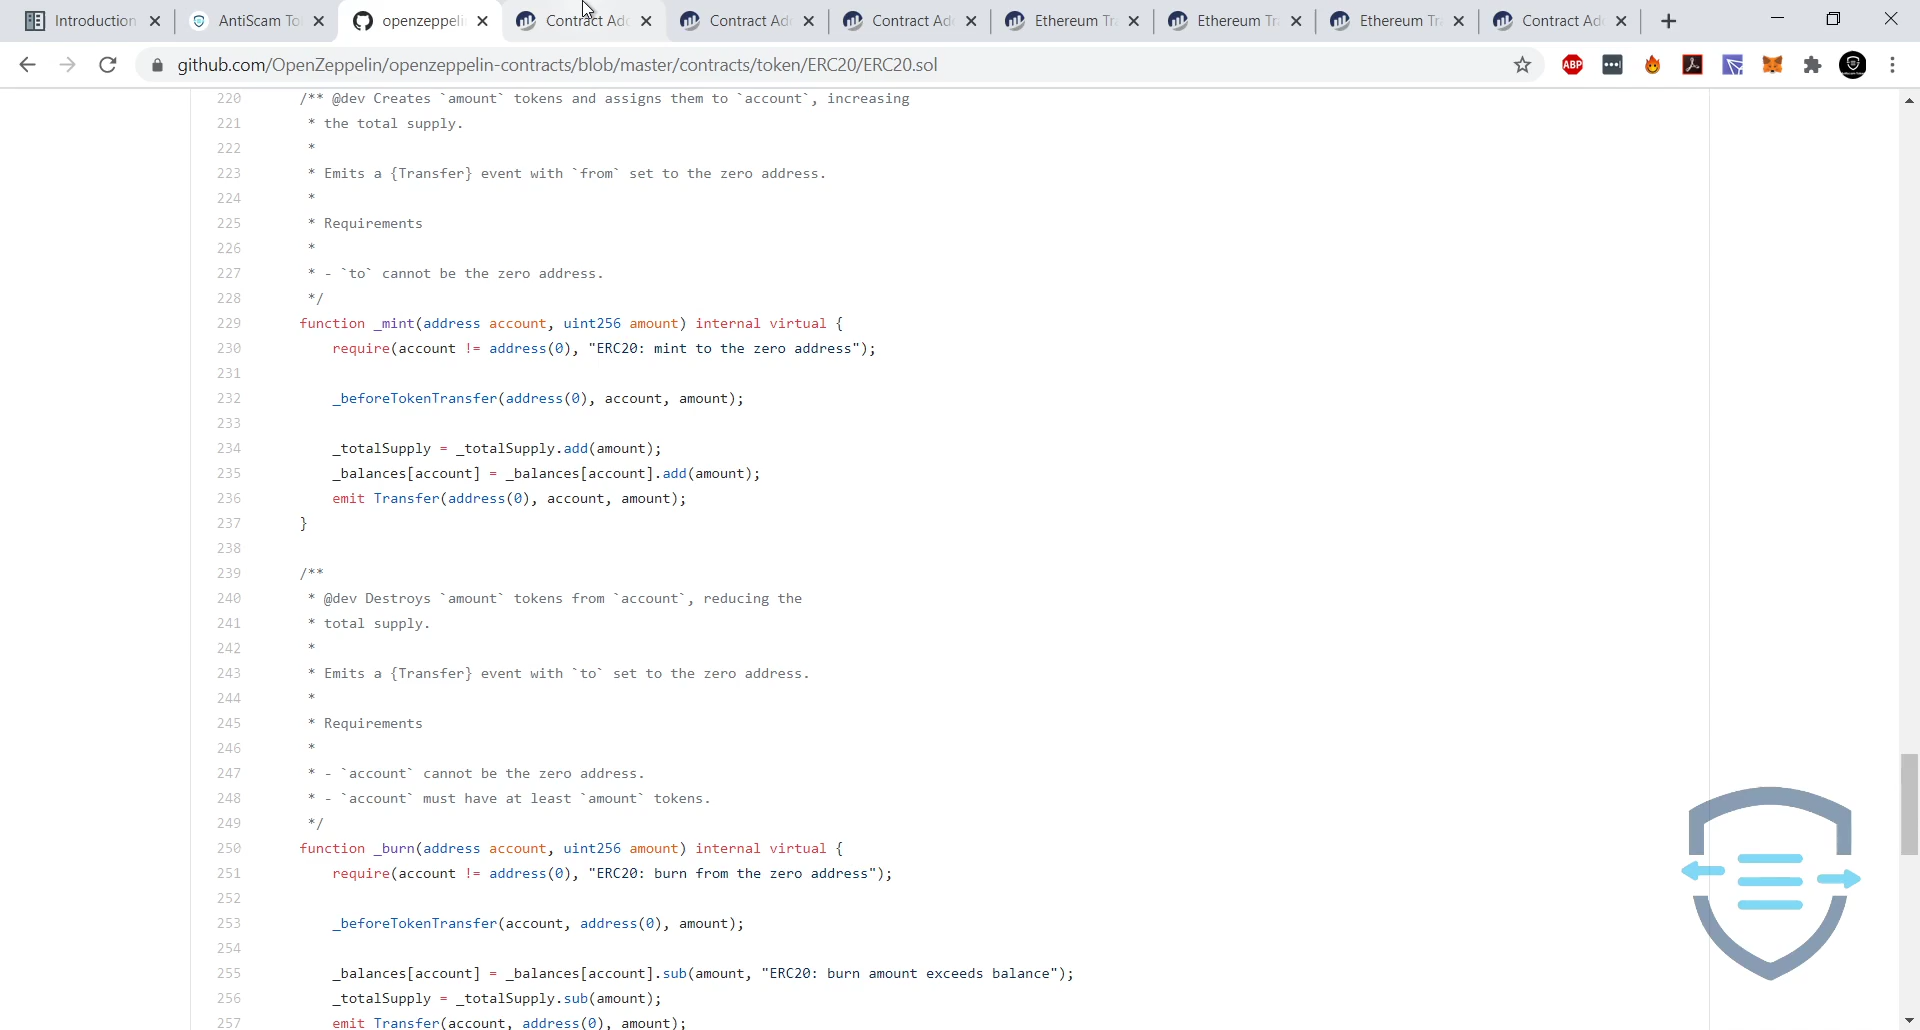 Introduction
AntiScam To
openzeppeli
Contract Ad
Contract Ad
Contract Ad
Ethereum Tr
Ethereum Tr
Ethereum Tr
Contract Ad
github.com/OpenZeppelin/openzeppelin-contracts/blob/master/contracts/token/ERC20/ERC20.sol
ABP
220 /** @dev Creates `amount` tokens and assigns them to `account`, increasing
221 * the total supply.
222 *
223 * Emits a {Transfer} event with `from` set to the zero address.
224 *
225 * Requirements
226 *
227 * - `to` cannot be the zero address.
228 */
229 function _mint(address account, uint256 amount) internal virtual {
230 require(account != address(0), "ERC20: mint to the zero address");
231
232 _beforeTokenTransfer(address(0), account, amount);
233
234 _totalSupply = _totalSupply.add(amount);
235 _balances[account] = _balances[account].add(amount);
236 emit Transfer(address(0), account, amount);
237 }
238
239 /**
240 * @dev Destroys `amount` tokens from `account`, reducing the
241 * total supply.
242 *
243 * Emits a {Transfer} event with `to` set to the zero address.
244 *
245 * Requirements
246 *
247 * - `account` cannot be the zero address.
248 * - `account` must have at least `amount` tokens.
249 */
250 function _burn(address account, uint256 amount) internal virtual {
251 require(account != address(0), "ERC20: burn from the zero address");
252
253 _beforeTokenTransfer(account, address(0), amount);
254
255 _balances[account] = _balances[account].sub(amount, "ERC20: burn amount exceeds balance");
256 _totalSupply = _totalSupply.sub(amount);
257 emit Transfer(account, address(0), amount);